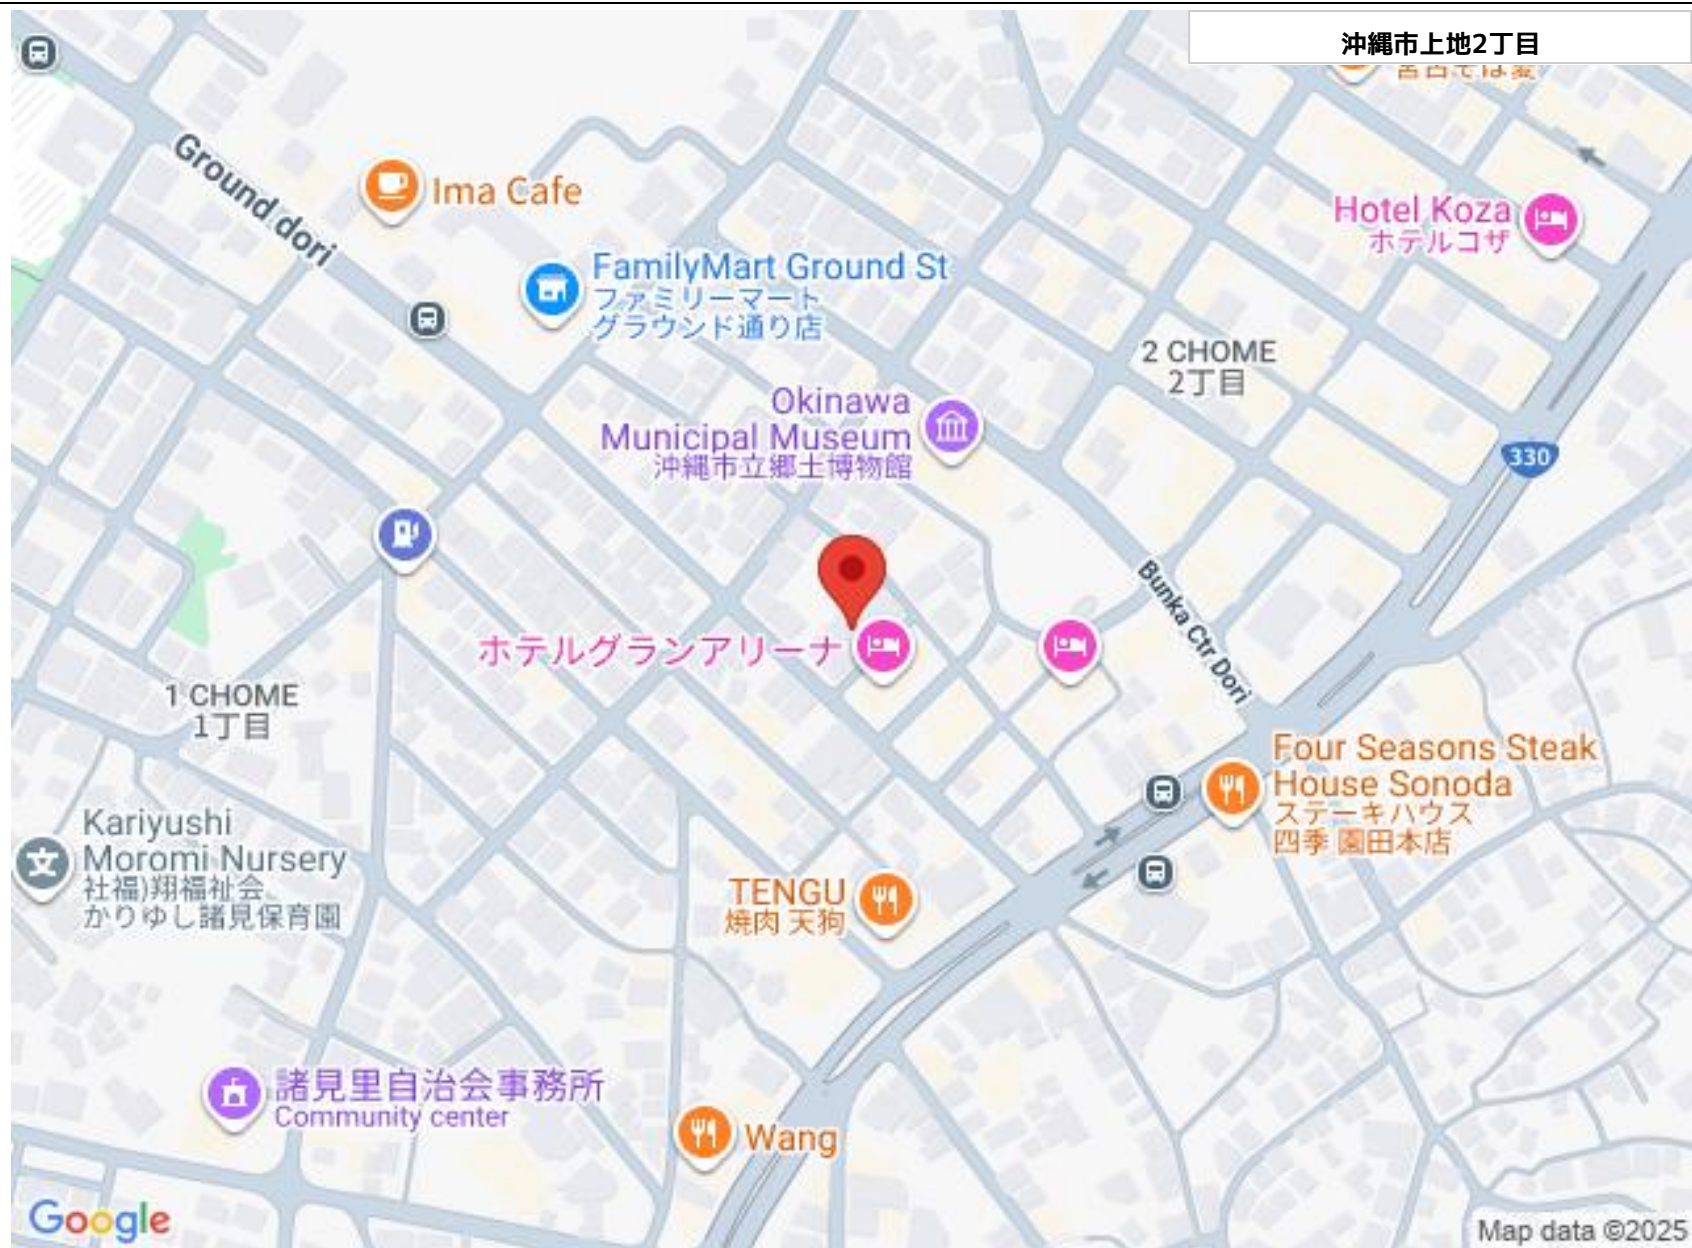 沖縄市上地2丁目
宮古そば愛
Ground dori
Ima Cafe
Hotel Koza
ホテルコザ
FamilyMart Ground St
ファミリーマート
グラウンド通り店
2 CHOME
2丁目
Okinawa
Municipal Museum
沖縄市立郷土博物館
330
Bunka Ctr Dori
ホテルグランアリーナ
1 CHOME
1丁目
Four Seasons Steak
House Sonoda
ステーキハウス
四季 園田本店
Kariyushi
Moromi Nursery
社福)翔福祉会
かりゆし諸見保育園
文
TENGU
焼肉 天狗
諸見里自治会事務所
Community center
Wang
Google
Map data ©2025